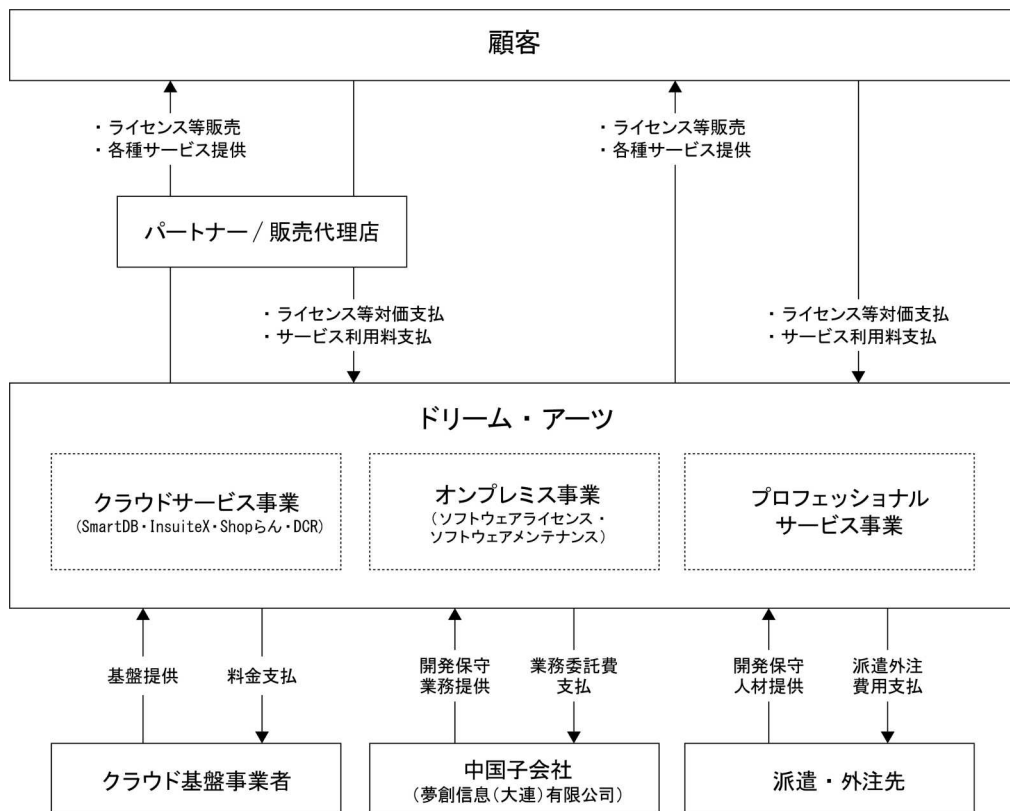 顧客
・ライセンス等販売
・各種サービス提供
・ライセンス等販売
・各種サービス提供
パートナー / 販売代理店
・ライセンス等対価支払
・サービス利用料支払
・ライセンス等対価支払
・サービス利用料支払
ドリーム・アーツ
クラウドサービス事業
(SmartDB・InsuiteX・Shopらん・DCR)
オンプレミス事業
(ソフトウェアライセンス・
ソフトウェアメンテナンス)
プロフェッショナル
サービス事業
基盤提供
料金支払
開発保守
業務提供
業務委託費
支払
開発保守
人材提供
派遣外注
費用支払
クラウド基盤事業者
中国子会社
(夢創信息(大連)有限公司)
派遣・外注先